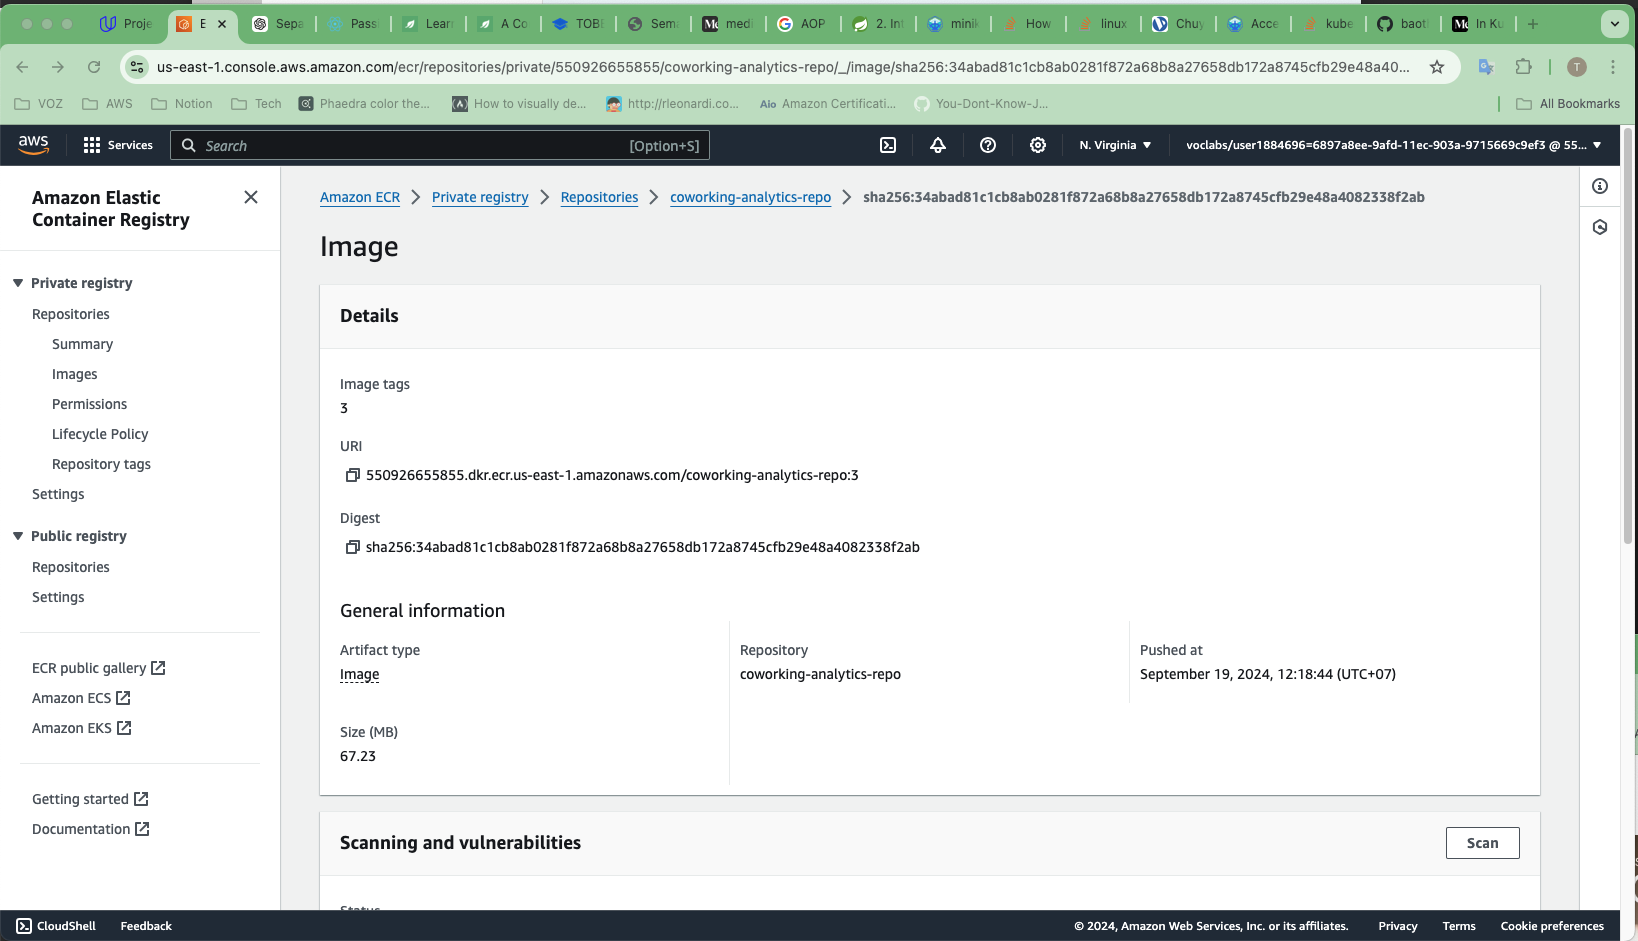 Proje
E
Sepa
Pass
Lear
A Co
TOBE
Sema
medi
AOP
2. Int
minik
How
linux
Chuy
Acce
kube
baot
In Ku
us-east-1.console.aws.amazon.com/ecr/repositories/private/550926655855/coworking-analytics-repo/_/image/sha256:34abad81c1cb8ab0281f872a68b8a27658db172a8745cfb29e48a40...
T
VOZ
AWS
Notion
Tech
Phaedra color the...
How to visually de...
http://rleonardi.co...
Aio Amazon Certificati...
You-Dont-Know-J...
All Bookmarks
aws
Services
Search
[Option+S]
N. Virginia
voclabs/user1884696=6897a8ee-9afd-11ec-903a-9715669c9ef3 @ 55...
Amazon Elastic
Container Registry
Private registry
Repositories
Summary
Images
Permissions
Lifecycle Policy
Repository tags
Settings
Public registry
Repositories
Settings
ECR public gallery
Amazon ECS
Amazon EKS
Getting started
Documentation
Amazon ECR
Private registry
Repositories
coworking-analytics-repo
sha256:34abad81c1cb8ab0281f872a68b8a27658db172a8745cfb29e48a4082338f2ab
Image
Details
Image tags
3
URI
550926655855.dkr.ecr.us-east-1.amazonaws.com/coworking-analytics-repo:3
Digest
sha256:34abad81c1cb8ab0281f872a68b8a27658db172a8745cfb29e48a4082338f2ab
General information
Artifact type
Image
Repository
coworking-analytics-repo
Pushed at
September 19, 2024, 12:18:44 (UTC+07)
Size (MB)
67.23
Scanning and vulnerabilities
Scan
Status
CloudShell
Feedback
© 2024, Amazon Web Services, Inc. or its affiliates.
Privacy
Terms
Cookie preferences